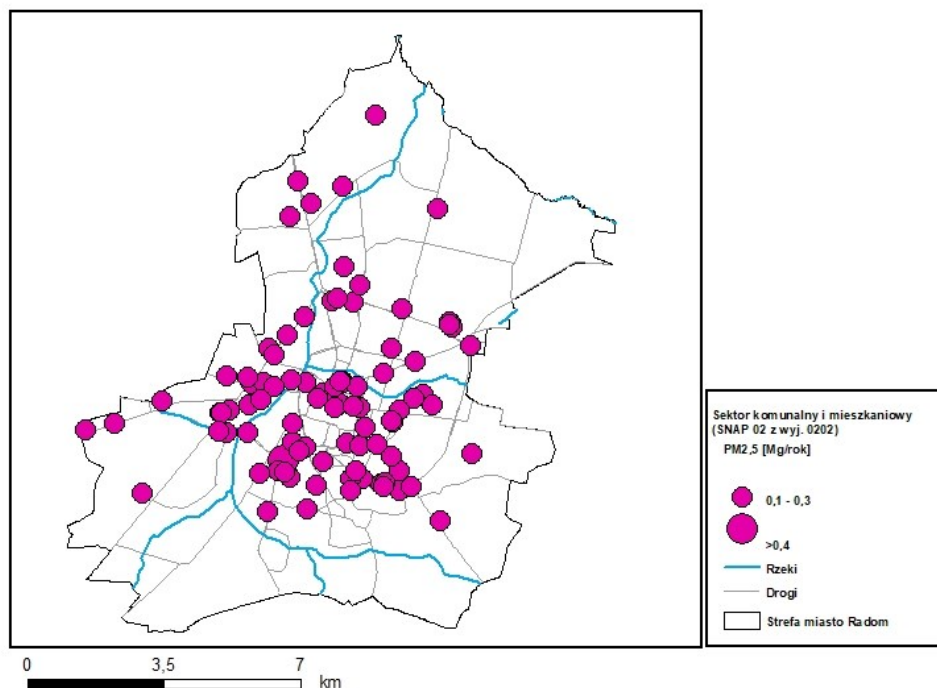 Sektor komunalny i mieszkaniowy
(SNAP 02 z wyj. 0202)
PM2,5 [Mg/rok]
0,1 - 0,3
>0,4
Rzeki
Drogi
Strefa miasto Radom
0 3,5 7
km